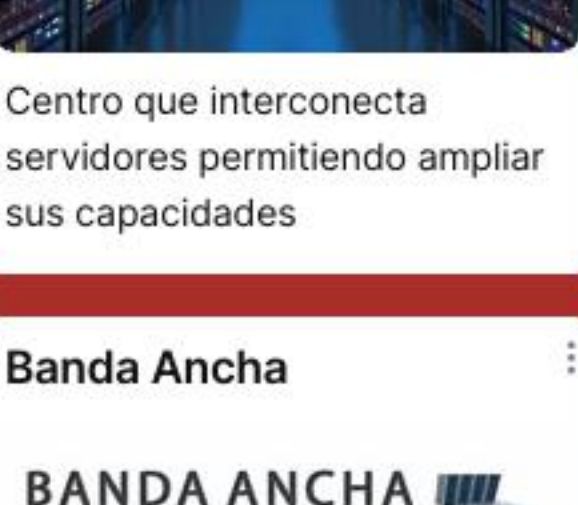 Centro que interconecta
servidores permitiendo ampliar
sus capacidades
Banda Ancha
BANDA ANCHA